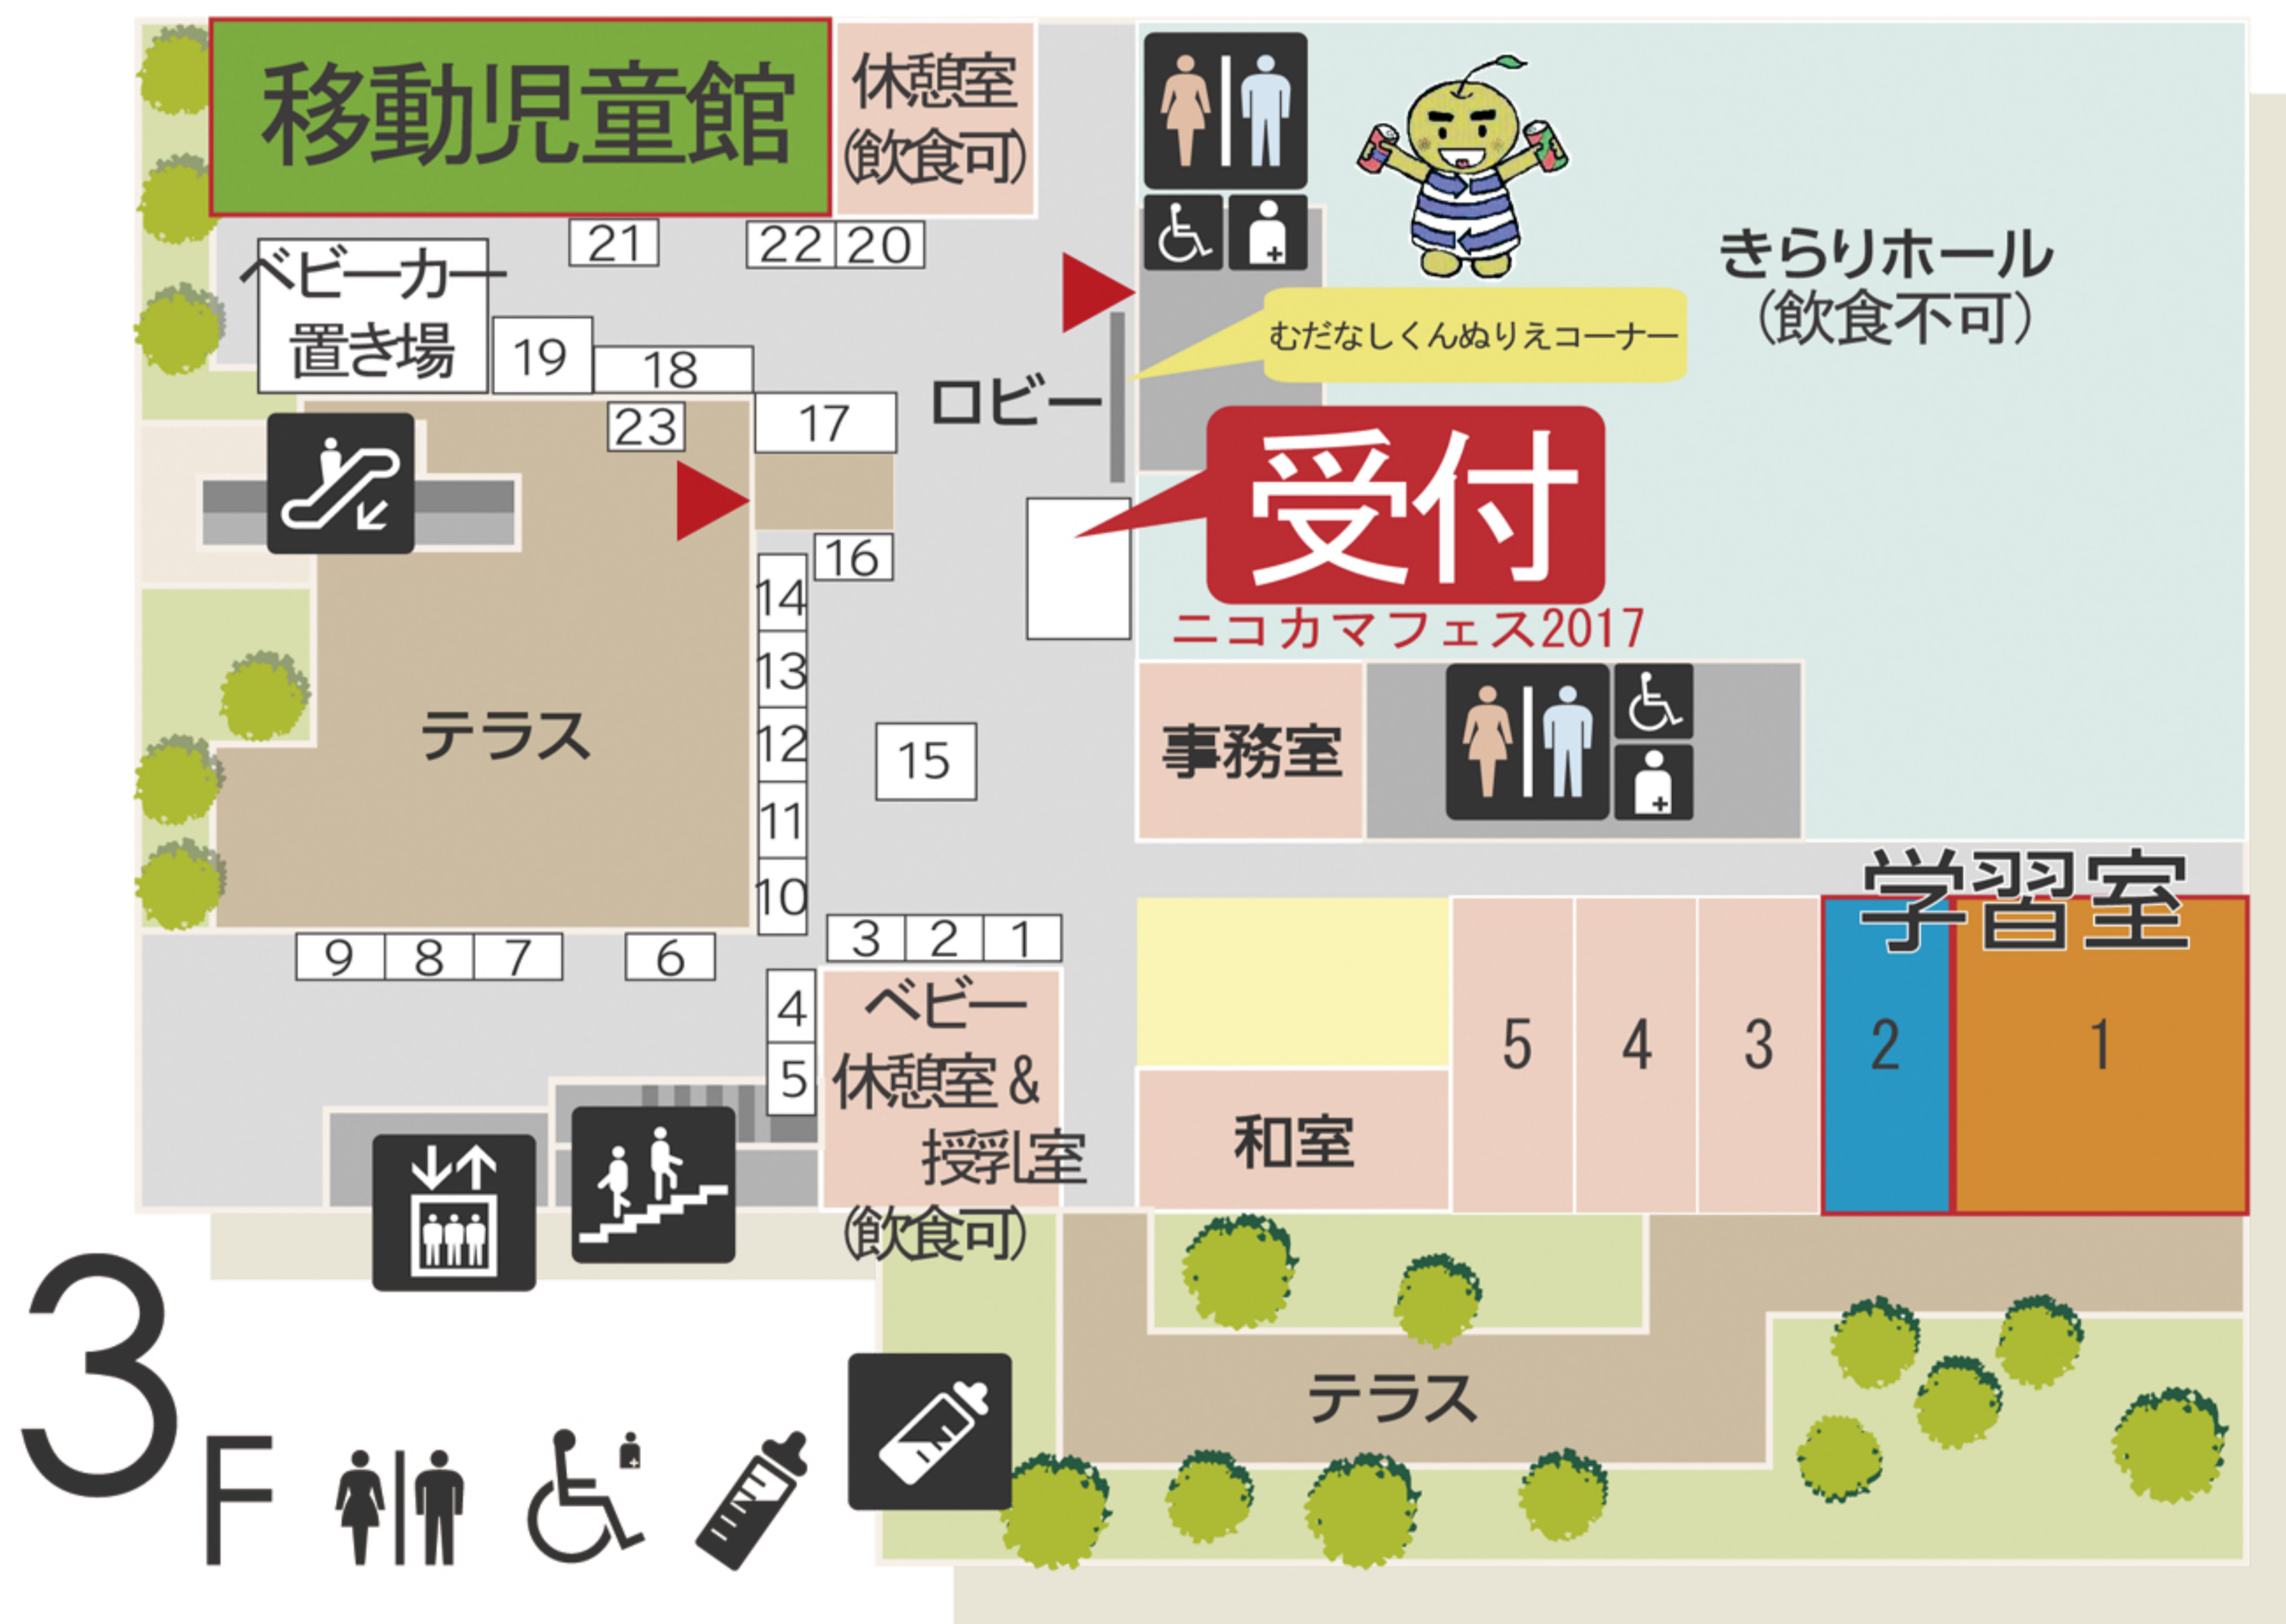 移動児童館
休憩室
(飲食可)
21
22
20
ベビーカー
置き場
19
18
23
17
ロビー
むだなしくんぬりえコーナー
きらりホール
(飲食不可)
受付
ニコカマフェス2017
16
14
13
12
11
10
15
テラス
事務室
学習室
9
8
7
6
3
2
1
4
5
ベビー
休憩室&
授乳室
(飲食可)
和室
5
4
3
2
1
テラス
3F